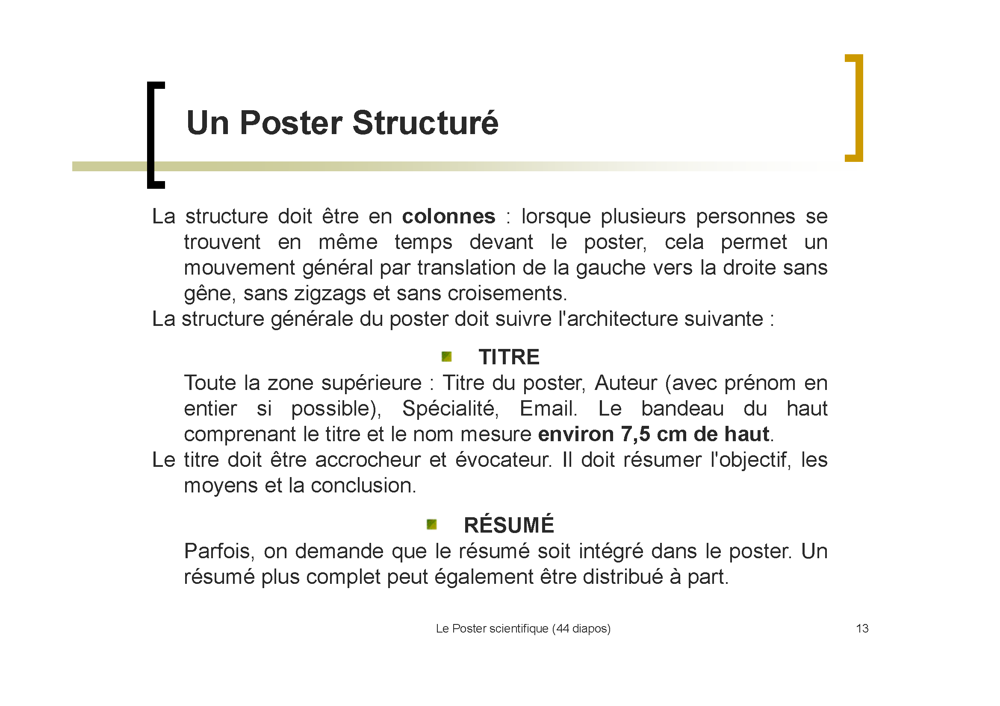 Un Poster Structuré
La structure doit être en colonnes : lorsque plusieurs personnes se
trouvent en même temps devant le poster, cela permet un
mouvement général par translation de la gauche vers la droite sans
gêne, sans zigzags et sans croisements.
La structure générale du poster doit suivre l'architecture suivante :
TITRE
Toute la zone supérieure : Titre du poster, Auteur (avec prénom en
entier si possible), Spécialité, Email. Le bandeau du haut
comprenant le titre et le nom mesure environ 7,5 cm de haut.
Le titre doit être accrocheur et évocateur. Il doit résumer l'objectif, les
moyens et la conclusion.
RÉSUMÉ
Parfois, on demande que le résumé soit intégré dans le poster. Un
résumé plus complet peut également être distribué à part.
Le Poster scientifique (44 diapos)
13